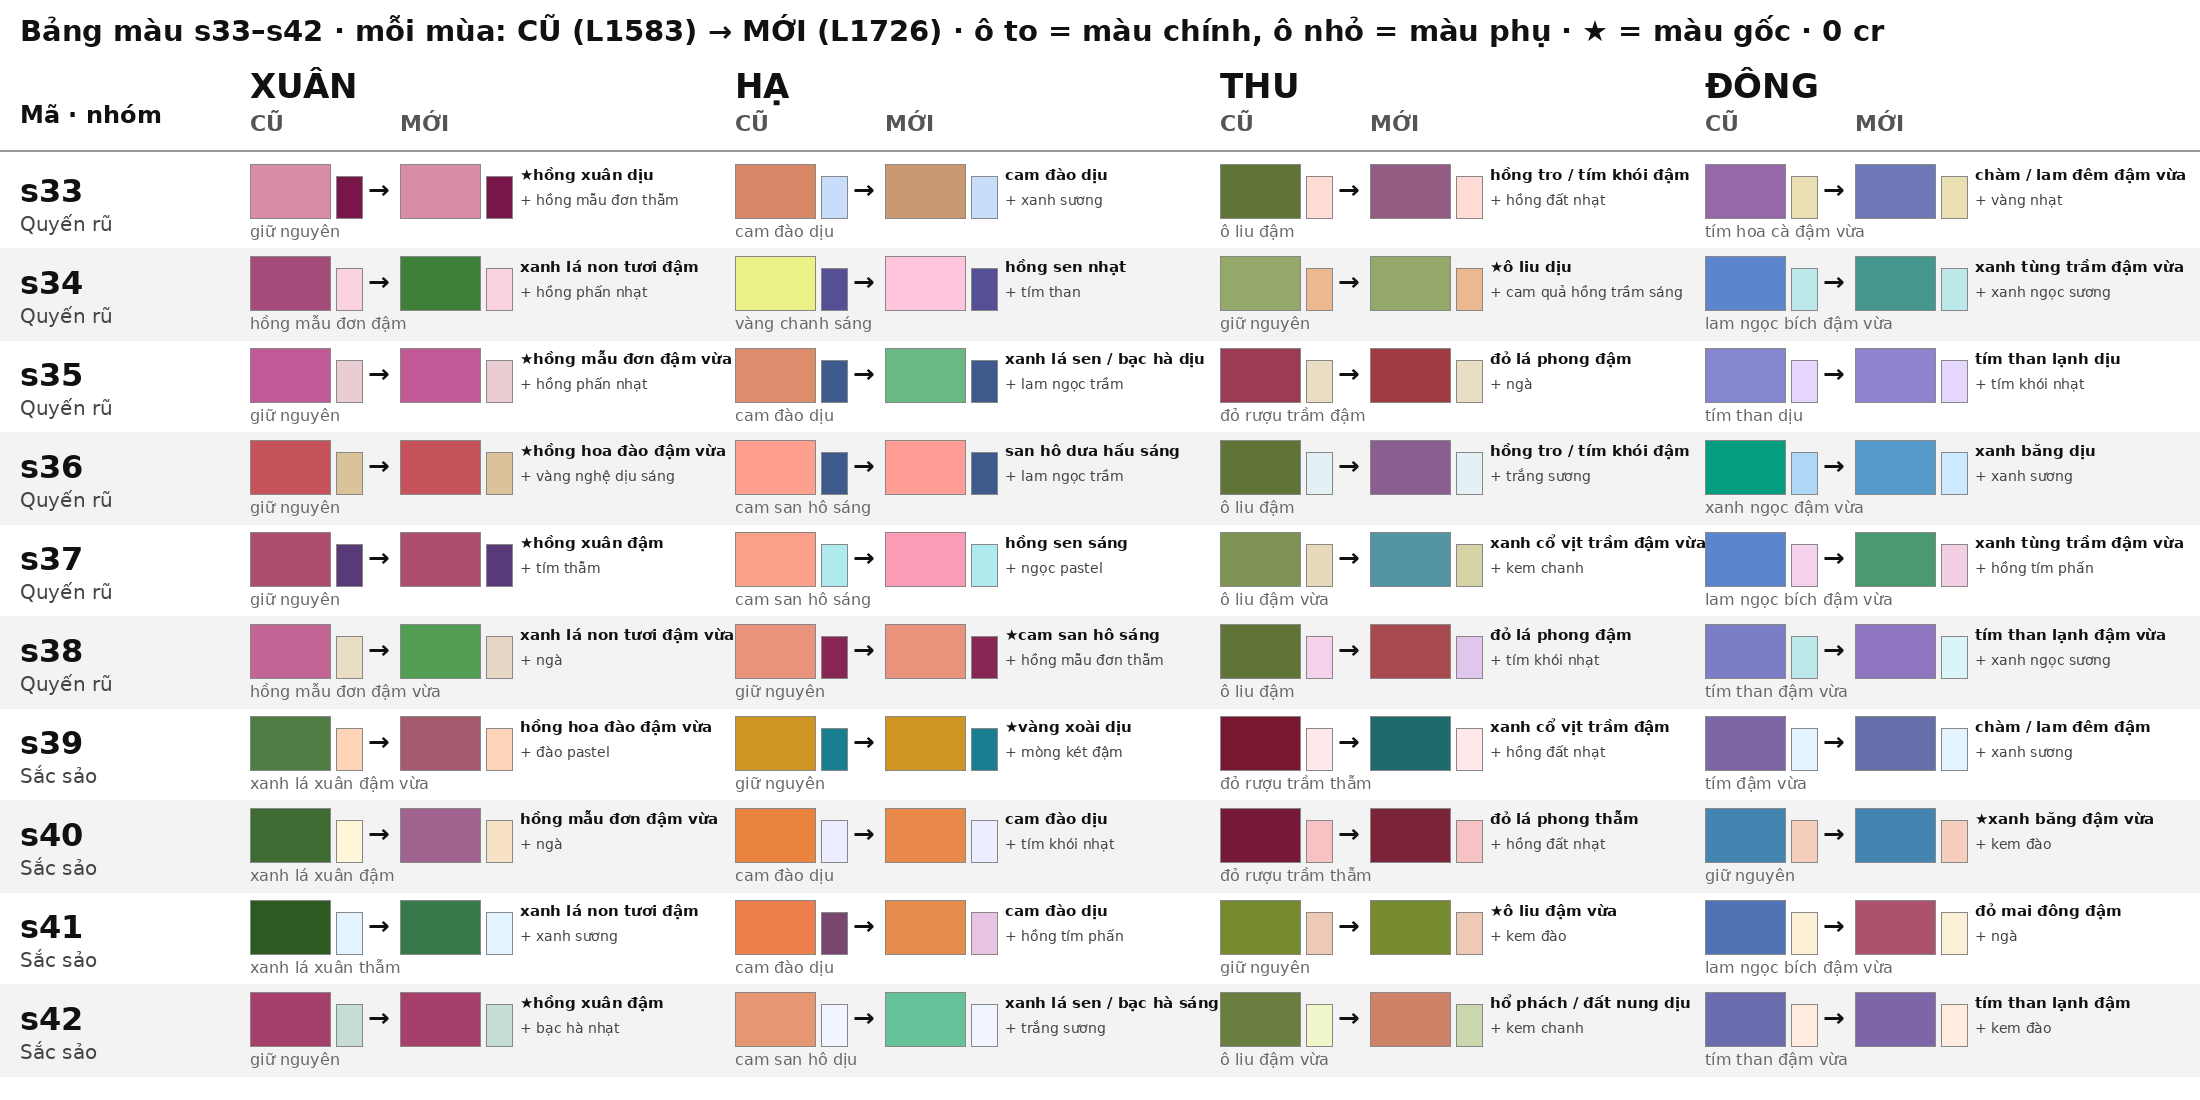 Bảng màu s33–s42 · mỗi mùa: CŨ (L1583) → MỚI (L1726) · ô to = màu chính, ô nhỏ = màu phụ · ★ = màu gốc · 0 cr
XUÂN HẠ THU ĐÔNG
Mã · nhóm CŨ MỚI CŨ MỚI CŨ MỚI CŨ MỚI
s33 → ★hồng xuân dịu → cam đào dịu → hồng tro / tím khói đậm → chàm / lam đêm đậm vừa
+ hồng mẫu đơn thẫm + xanh sương + hồng đất nhạt + vàng nhạt
Quyến rũ giữ nguyên cam đào dịu ô liu đậm tím hoa cà đậm vừa
s34 → xanh lá non tươi đậm → hồng sen nhạt → ★ô liu dịu → xanh tùng trầm đậm vừa
+ hồng phấn nhạt + tím than + cam quả hồng trầm sáng + xanh ngọc sương
Quyến rũ hồng mẫu đơn đậm vàng chanh sáng giữ nguyên lam ngọc bích đậm vừa
s35 → ★hồng mẫu đơn đậm vừa → xanh lá sen / bạc hà dịu → đỏ lá phong đậm → tím than lạnh dịu
+ hồng phấn nhạt + lam ngọc trầm + ngà + tím khói nhạt
Quyến rũ giữ nguyên cam đào dịu đỏ rượu trầm đậm tím than dịu
s36 → ★hồng hoa đào đậm vừa → san hô dưa hấu sáng → hồng tro / tím khói đậm → xanh băng dịu
+ vàng nghệ dịu sáng + lam ngọc trầm + trắng sương + xanh sương
Quyến rũ giữ nguyên cam san hô sáng ô liu đậm xanh ngọc đậm vừa
s37 → ★hồng xuân đậm → hồng sen sáng → xanh cổ vịt trầm đậm vừa → xanh tùng trầm đậm vừa
+ tím thẫm + ngọc pastel + kem chanh + hồng tím phấn
Quyến rũ giữ nguyên cam san hô sáng ô liu đậm vừa lam ngọc bích đậm vừa
s38 → xanh lá non tươi đậm vừa → ★cam san hô sáng → đỏ lá phong đậm → tím than lạnh đậm vừa
+ ngà + hồng mẫu đơn thẫm + tím khói nhạt + xanh ngọc sương
Quyến rũ hồng mẫu đơn đậm vừa giữ nguyên ô liu đậm tím than đậm vừa
s39 → hồng hoa đào đậm vừa → ★vàng xoài dịu → xanh cổ vịt trầm đậm → chàm / lam đêm đậm
+ đào pastel + mòng két đậm + hồng đất nhạt + xanh sương
Sắc sảo xanh lá xuân đậm vừa giữ nguyên đỏ rượu trầm thẫm tím đậm vừa
s40 → hồng mẫu đơn đậm vừa → cam đào dịu → đỏ lá phong thẫm → ★xanh băng đậm vừa
+ ngà + tím khói nhạt + hồng đất nhạt + kem đào
Sắc sảo xanh lá xuân đậm cam đào dịu đỏ rượu trầm thẫm giữ nguyên
s41 → xanh lá non tươi đậm → cam đào dịu → ★ô liu đậm vừa → đỏ mai đông đậm
+ xanh sương + hồng tím phấn + kem đào + ngà
Sắc sảo xanh lá xuân thẫm cam đào dịu giữ nguyên lam ngọc bích đậm vừa
s42 → ★hồng xuân đậm → xanh lá sen / bạc hà sáng → hổ phách / đất nung dịu → tím than lạnh đậm
+ bạc hà nhạt + trắng sương + kem chanh + kem đào
Sắc sảo giữ nguyên cam san hô dịu ô liu đậm vừa tím than đậm vừa